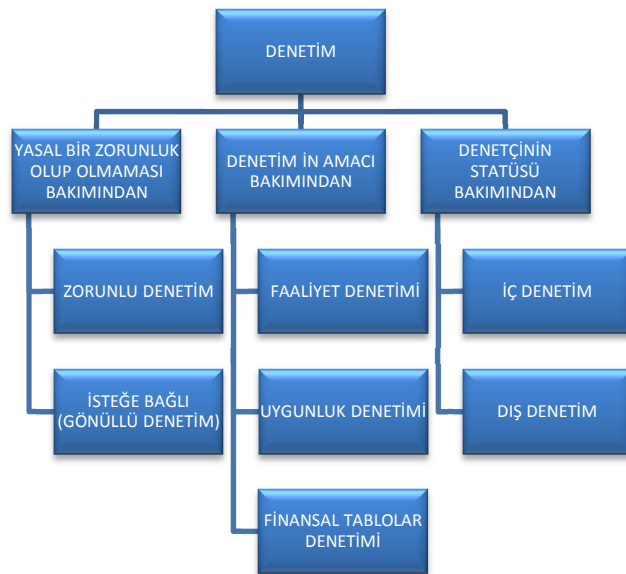 DENETİM
YASAL BİR ZORUNLUK
OLUP OLMAMASI
BAKIMINDAN
DENETİM İN AMACI
BAKIMINDAN
DENETÇİNİN
STATÜSÜ
BAKIMINDAN
ZORUNLU DENETİM
FAALİYET DENETİMİ
İÇ DENETİM
İSTEĞE BAĞLI
(GÖNÜLLÜ DENETİM)
UYGUNLUK DENETİMİ
DIŞ DENETİM
FİNANSAL TABLOLAR
DENETİMİ